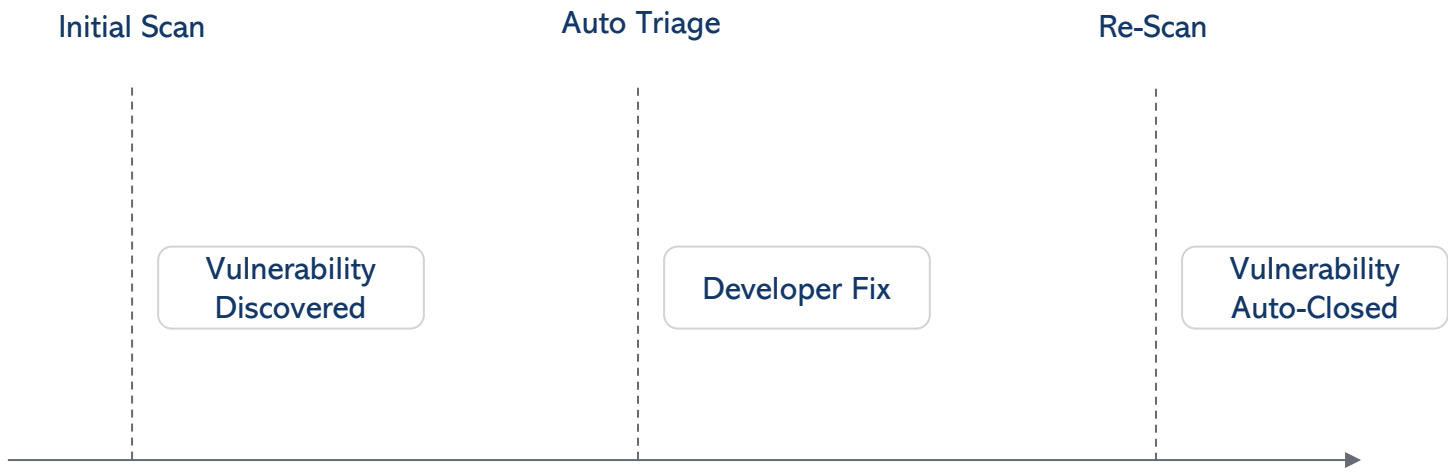 Initial Scan
Auto Triage
Re-Scan
Vulnerability
Discovered
Developer Fix
Vulnerability
Auto-Closed